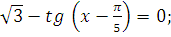 √3 − tg (x − π/5) = 0;